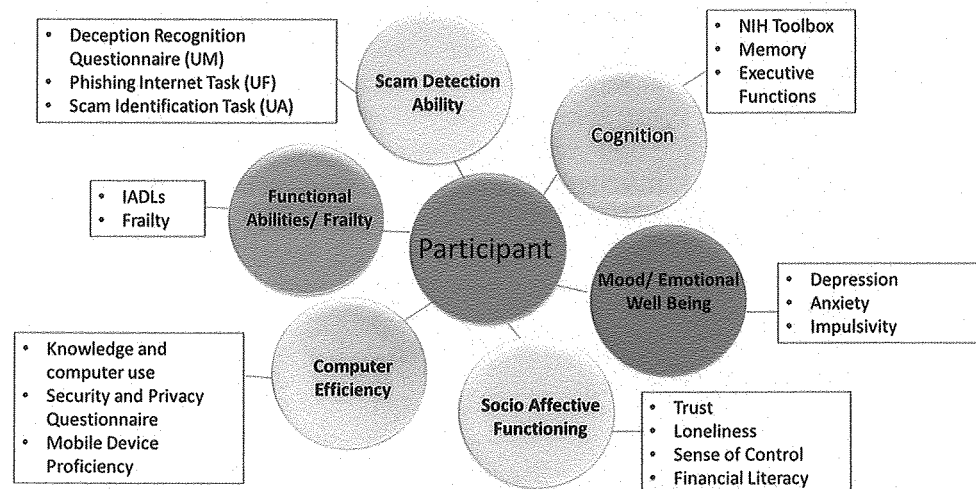 • Deception Recognition
Questionnaire (UM)
• Phishing Internet Task (UF)
• Scam Identification Task (UA)
Scam Detection
Ability
• NIH Toolbox
• Memory
• Executive
Functions
Cognition
• IADLs
• Frailty
Functional
Abilities/ Frailty
Participant
Mood/ Emotional
Well Being
• Depression
• Anxiety
• Impulsivity
• Knowledge and
computer use
• Security and Privacy
Questionnaire
• Mobile Device
Proficiency
Computer
Efficiency
Socio Affective
Functioning
• Trust
• Loneliness
• Sense of Control
• Financial Literacy